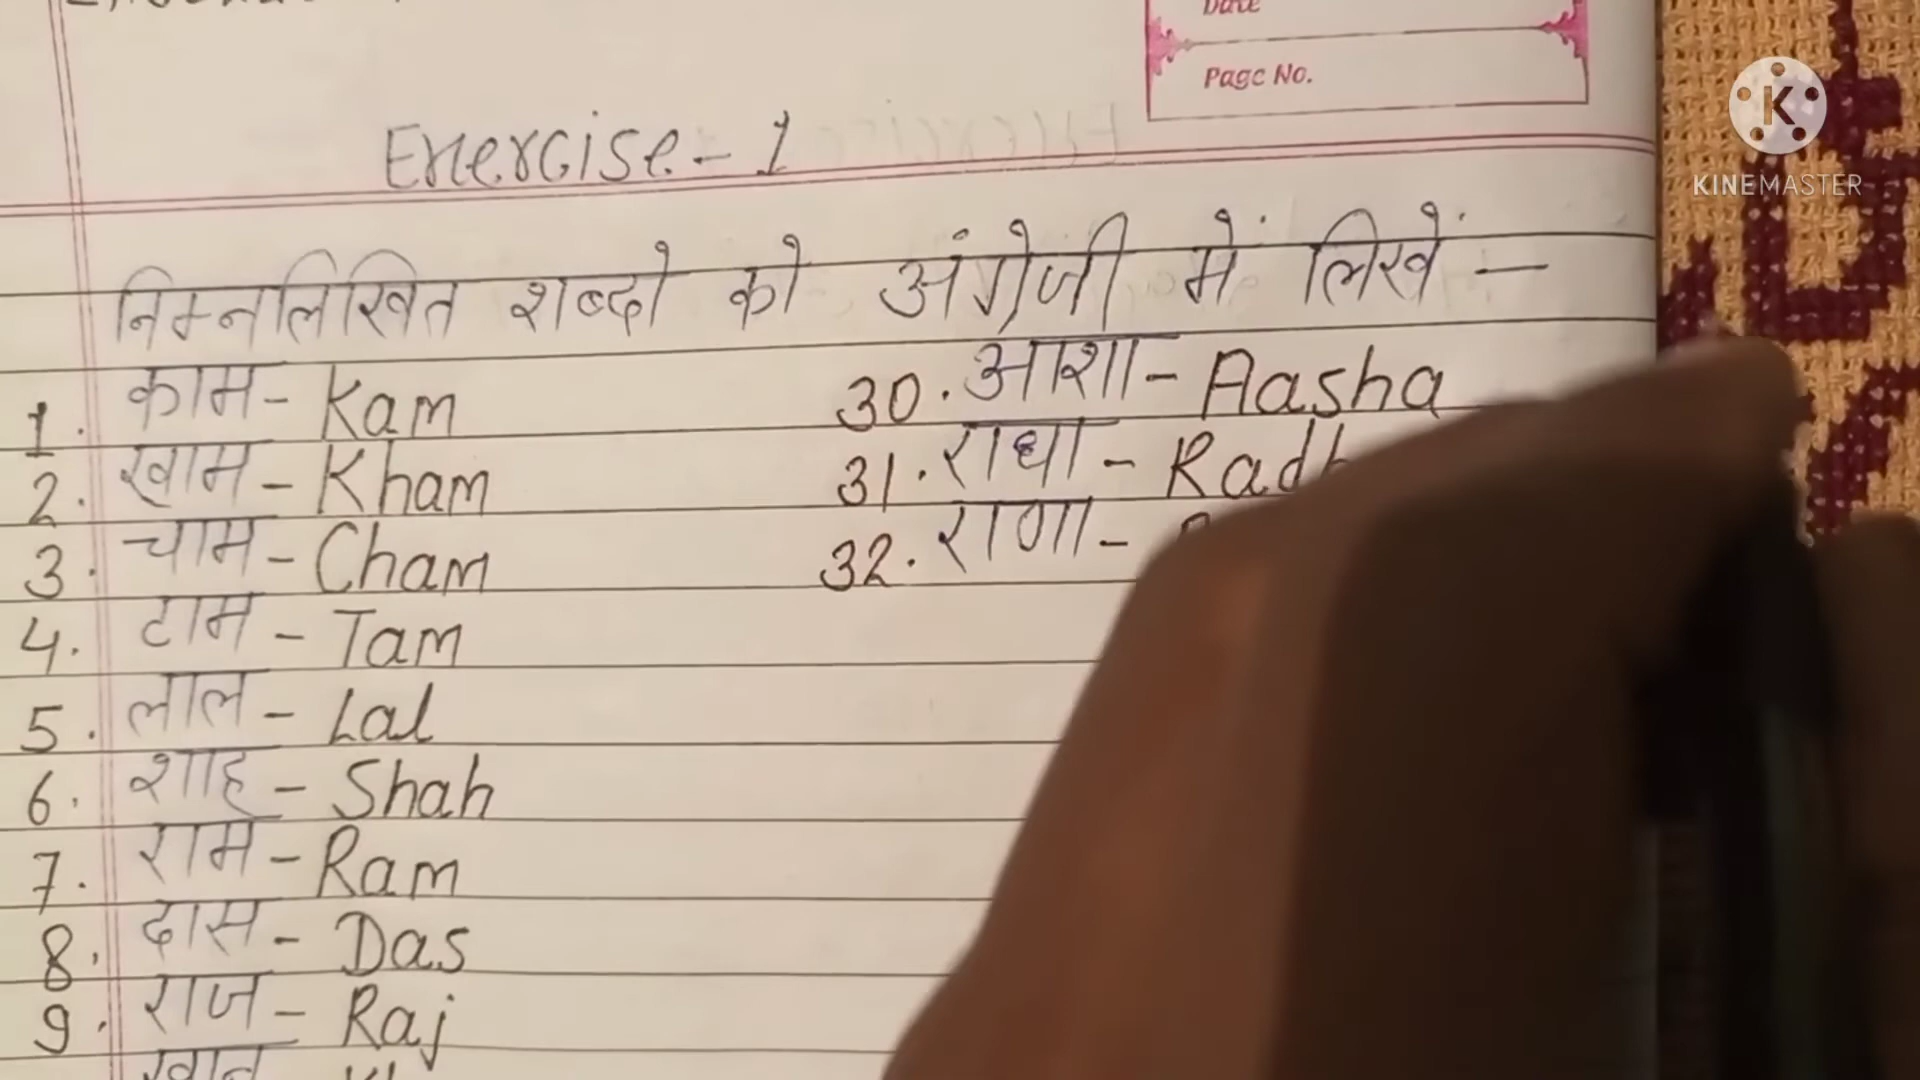 Date
Page No.
KINEMASTER
Exercise - 1
निम्नलिखित शब्दो को अंग्रेजी में लिखें —
1. काम - Kam
2. खाम - Kham
3. चाम - Cham
4. टाम - Tam
5. लाल - Lal
6. शाह - Shah
7. राम - Ram
8. दास - Das
9. राज - Raj
30. आशा - Aasha
31. राधा - Radh
32. राणा -